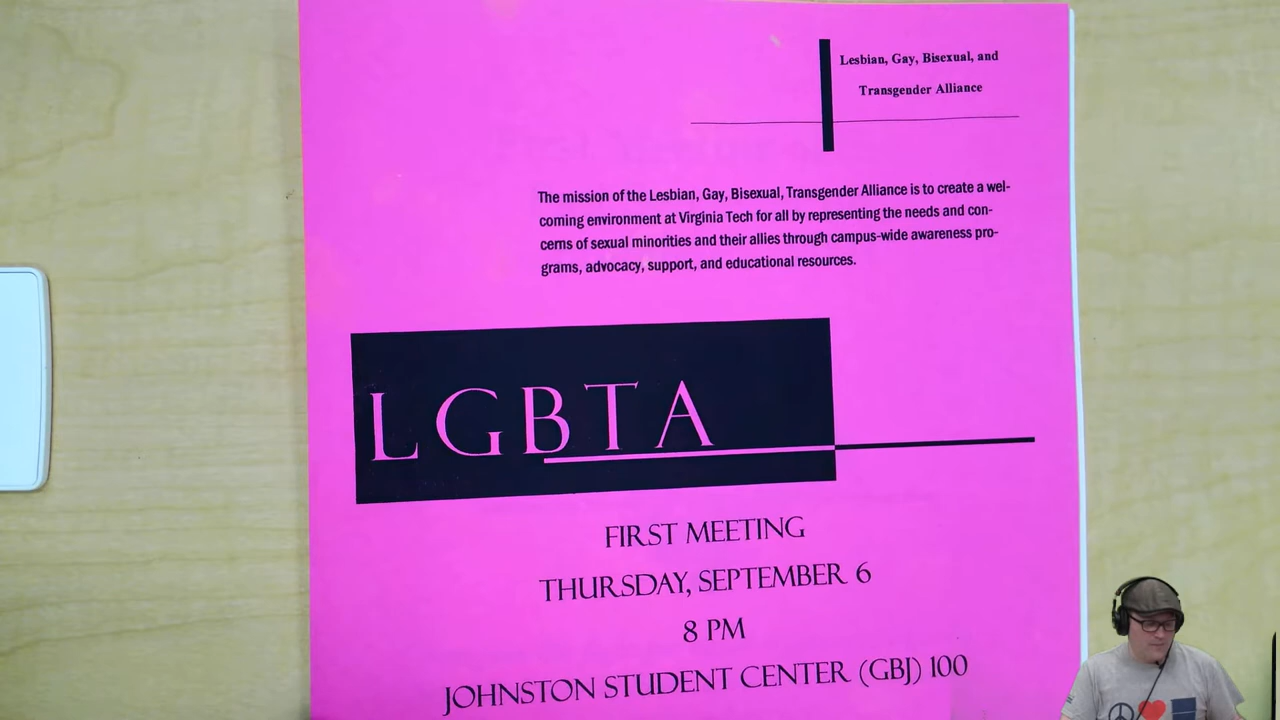 Lesbian, Gay, Bisexual, and
Transgender Alliance
The mission of the Lesbian, Gay, Bisexual, Transgender Alliance is to create a wel-
coming environment at Virginia Tech for all by representing the needs and con-
cerns of sexual minorities and their allies through campus-wide awareness pro-
grams, advocacy, support, and educational resources.
LGBTA
FIRST MEETING
THURSDAY, SEPTEMBER 6
8 PM
JOHNSTON STUDENT CENTER (GBJ) 100